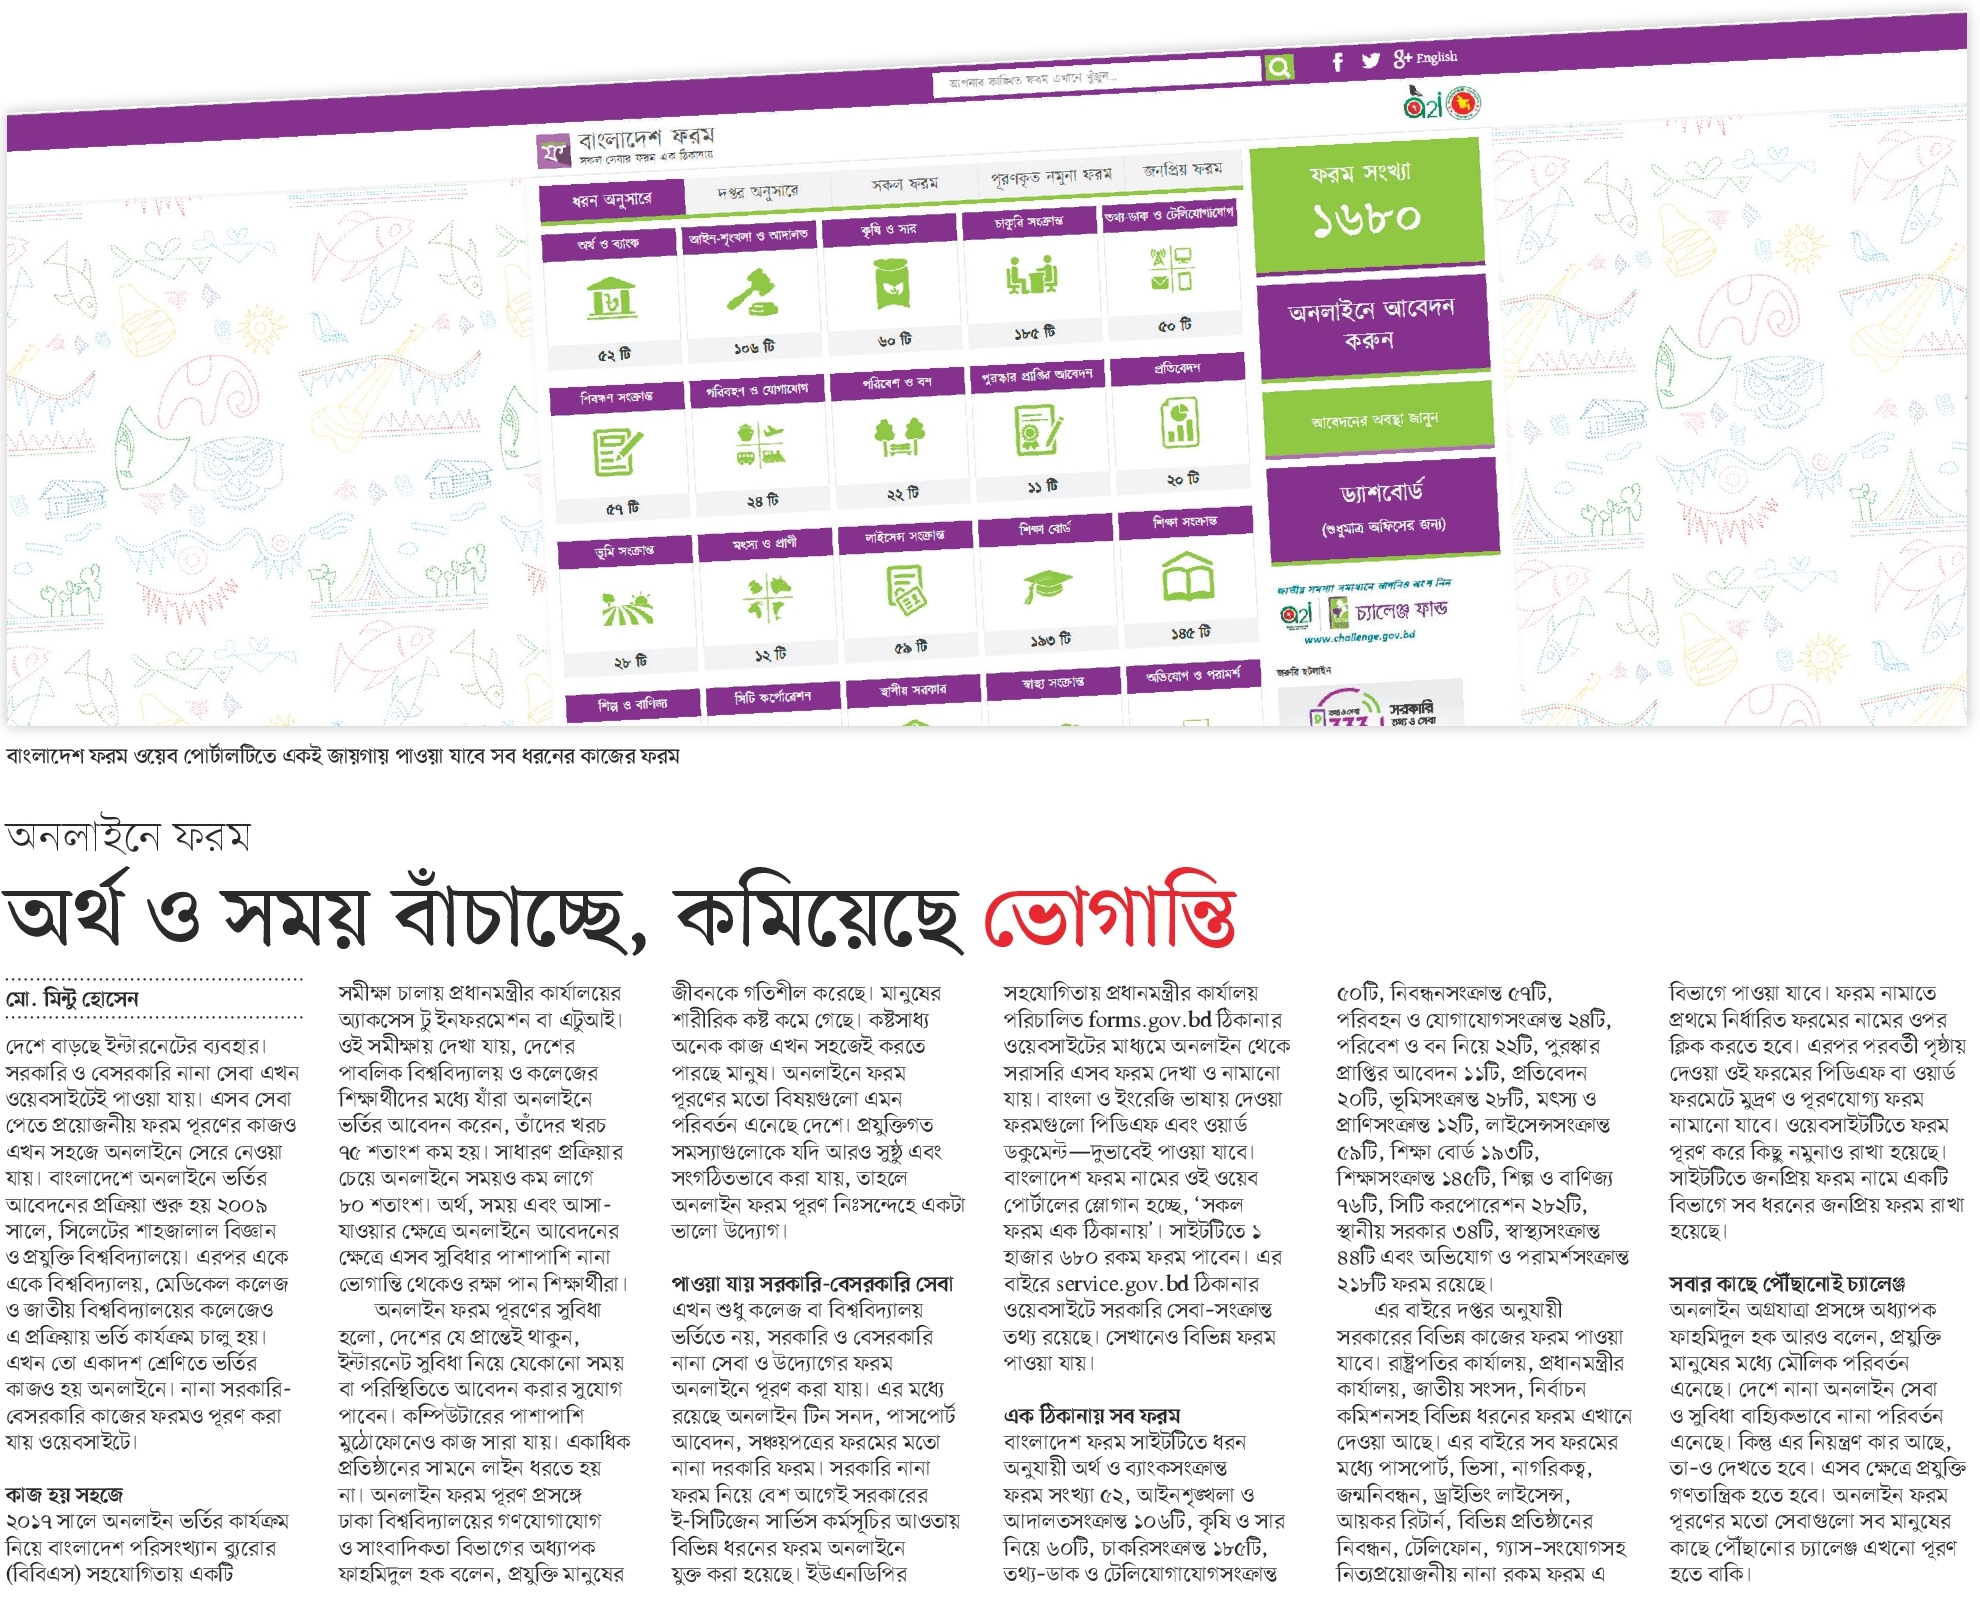 আপনার কাঙ্খিত ফরম এখানে খুঁজুন...
English
a2i
বাংলাদেশ ফরম
সকল সেবার ফরম এক ঠিকানায়
ধরন অনুসারে
দপ্তর অনুসারে
সকল ফরম
পূরণকৃত নমুনা ফরম
জনপ্রিয় ফরম
অর্থ ও ব্যাংক
আইন-শৃংখলা ও আদালত
কৃষি ও সার
চাকুরি সংক্রান্ত
তথ্য-ডাক ও টেলিযোগাযোগ
৫২ টি
১০৬ টি
৬০ টি
১৮৫ টি
৫০ টি
নিবন্ধন সংক্রান্ত
পরিবহন ও যোগাযোগ
পরিবেশ ও বন
পুরস্কার প্রাপ্তির আবেদন
প্রতিবেদন
৫৭ টি
২৪ টি
২২ টি
১১ টি
২০ টি
ভূমি সংক্রান্ত
মৎস্য ও প্রাণী
লাইসেন্স সংক্রান্ত
শিক্ষা বোর্ড
শিক্ষা সংক্রান্ত
২৮ টি
১২ টি
৫৯ টি
১৯৩ টি
১৪৫ টি
শিল্প ও বাণিজ্য
সিটি কর্পোরেশন
স্থানীয় সরকার
স্বাস্থ্য সংক্রান্ত
অভিযোগ ও পরামর্শ
ফরম সংখ্যা
১৬৮০
অনলাইনে আবেদন
করুন
আবেদনের অবস্থা জানুন
ড্যাশবোর্ড
(শুধুমাত্র অফিসের জন্য)
জাতীয় সমস্যা সমাধানে আপনিও অংশ নিন
a2i চ্যালেঞ্জ ফান্ড
www.challenge.gov.bd
জরুরি হটলাইন
তথ্য ও সেবা
333
সরকারি
তথ্য ও সেবা
বাংলাদেশ ফরম ওয়েব পোর্টালটিতে একই জায়গায় পাওয়া যাবে সব ধরনের কাজের ফরম
অনলাইনে ফরম
অর্থ ও সময় বাঁচাচ্ছে, কমিয়েছে ভোগান্তি
মো. মিন্টু হোসেন
দেশে বাড়ছে ইন্টারনেটের ব্যবহার।
সরকারি ও বেসরকারি নানা সেবা এখন
ওয়েবসাইটেই পাওয়া যায়। এসব সেবা
পেতে প্রয়োজনীয় ফরম পূরণের কাজও
এখন সহজে অনলাইনে সেরে নেওয়া
যায়। বাংলাদেশে অনলাইনে ভর্তির
আবেদনের প্রক্রিয়া শুরু হয় ২০০৯
সালে, সিলেটের শাহজালাল বিজ্ঞান
ও প্রযুক্তি বিশ্ববিদ্যালয়ে। এরপর একে
একে বিশ্ববিদ্যালয়, মেডিকেল কলেজ
ও জাতীয় বিশ্ববিদ্যালয়ের কলেজেও
এ প্রক্রিয়ায় ভর্তি কার্যক্রম চালু হয়।
এখন তো একাদশ শ্রেণিতে ভর্তির
কাজও হয় অনলাইনে। নানা সরকারি-
বেসরকারি কাজের ফরমও পূরণ করা
যায় ওয়েবসাইটে।
কাজ হয় সহজে
২০১৭ সালে অনলাইন ভর্তির কার্যক্রম
নিয়ে বাংলাদেশ পরিসংখ্যান ব্যুরোর
(বিবিএস) সহযোগিতায় একটি
সমীক্ষা চালায় প্রধানমন্ত্রীর কার্যালয়ের
অ্যাকসেস টু ইনফরমেশন বা এটুআই।
ওই সমীক্ষায় দেখা যায়, দেশের
পাবলিক বিশ্ববিদ্যালয় ও কলেজের
শিক্ষার্থীদের মধ্যে যাঁরা অনলাইনে
ভর্তির আবেদন করেন, তাঁদের খরচ
৭৫ শতাংশ কম হয়। সাধারণ প্রক্রিয়ার
চেয়ে অনলাইনে সময়ও কম লাগে
৮০ শতাংশ। অর্থ, সময় এবং আসা-
যাওয়ার ক্ষেত্রে অনলাইনে আবেদনের
ক্ষেত্রে এসব সুবিধার পাশাপাশি নানা
ভোগান্তি থেকেও রক্ষা পান শিক্ষার্থীরা।
অনলাইন ফরম পূরণের সুবিধা
হলো, দেশের যে প্রান্তেই থাকুন,
ইন্টারনেট সুবিধা নিয়ে যেকোনো সময়
বা পরিস্থিতিতে আবেদন করার সুযোগ
পাবেন। কম্পিউটারের পাশাপাশি
মুঠোফোনেও কাজ সারা যায়। একাধিক
প্রতিষ্ঠানের সামনে লাইন ধরতে হয়
না। অনলাইন ফরম পূরণ প্রসঙ্গে
ঢাকা বিশ্ববিদ্যালয়ের গণযোগাযোগ
ও সাংবাদিকতা বিভাগের অধ্যাপক
ফাহমিদুল হক বলেন, প্রযুক্তি মানুষের
জীবনকে গতিশীল করেছে। মানুষের
শারীরিক কষ্ট কমে গেছে। কষ্টসাধ্য
অনেক কাজ এখন সহজেই করতে
পারছে মানুষ। অনলাইনে ফরম
পূরণের মতো বিষয়গুলো এমন
পরিবর্তন এনেছে দেশে। প্রযুক্তিগত
সমস্যাগুলোকে যদি আরও সুষ্ঠু এবং
সংগঠিতভাবে করা যায়, তাহলে
অনলাইন ফরম পূরণ নিঃসন্দেহে একটা
ভালো উদ্যোগ।
পাওয়া যায় সরকারি-বেসরকারি সেবা
এখন শুধু কলেজ বা বিশ্ববিদ্যালয়
ভর্তিতে নয়, সরকারি ও বেসরকারি
নানা সেবা ও উদ্যোগের ফরম
অনলাইনে পূরণ করা যায়। এর মধ্যে
রয়েছে অনলাইন টিন সনদ, পাসপোর্ট
আবেদন, সঞ্চয়পত্রের ফরমের মতো
নানা দরকারি ফরম। সরকারি নানা
ফরম নিয়ে বেশ আগেই সরকারের
ই-সিটিজেন সার্ভিস কর্মসূচির আওতায়
বিভিন্ন ধরনের ফরম অনলাইনে
যুক্ত করা হয়েছে। ইউএনডিপির
সহযোগিতায় প্রধানমন্ত্রীর কার্যালয়
পরিচালিত forms.gov.bd ঠিকানার
ওয়েবসাইটের মাধ্যমে অনলাইন থেকে
সরাসরি এসব ফরম দেখা ও নামানো
যায়। বাংলা ও ইংরেজি ভাষায় দেওয়া
ফরমগুলো পিডিএফ এবং ওয়ার্ড
ডকুমেন্ট—দুভাবেই পাওয়া যাবে।
বাংলাদেশ ফরম নামের ওই ওয়েব
পোর্টালের স্লোগান হচ্ছে, ‘সকল
ফরম এক ঠিকানায়’। সাইটটিতে ১
হাজার ৬৮০ রকম ফরম পাবেন। এর
বাইরে service.gov.bd ঠিকানার
ওয়েবসাইটে সরকারি সেবা-সংক্রান্ত
তথ্য রয়েছে। সেখানেও বিভিন্ন ফরম
পাওয়া যায়।
এক ঠিকানায় সব ফরম
বাংলাদেশ ফরম সাইটটিতে ধরন
অনুযায়ী অর্থ ও ব্যাংকসংক্রান্ত
ফরম সংখ্যা ৫২, আইনশৃঙ্খলা ও
আদালতসংক্রান্ত ১০৬টি, কৃষি ও সার
নিয়ে ৬০টি, চাকরিসংক্রান্ত ১৮৫টি,
তথ্য-ডাক ও টেলিযোগাযোগসংক্রান্ত
৫০টি, নিবন্ধনসংক্রান্ত ৫৭টি,
পরিবহন ও যোগাযোগসংক্রান্ত ২৪টি,
পরিবেশ ও বন নিয়ে ২২টি, পুরস্কার
প্রাপ্তির আবেদন ১১টি, প্রতিবেদন
২০টি, ভূমিসংক্রান্ত ২৮টি, মৎস্য ও
প্রাণিসংক্রান্ত ১২টি, লাইসেন্সসংক্রান্ত
৫৯টি, শিক্ষা বোর্ড ১৯৩টি,
শিক্ষাসংক্রান্ত ১৪৫টি, শিল্প ও বাণিজ্য
৭৬টি, সিটি করপোরেশন ২৮২টি,
স্থানীয় সরকার ৩৪টি, স্বাস্থ্যসংক্রান্ত
৪৪টি এবং অভিযোগ ও পরামর্শসংক্রান্ত
২১৮টি ফরম রয়েছে।
এর বাইরে দপ্তর অনুযায়ী
সরকারের বিভিন্ন কাজের ফরম পাওয়া
যাবে। রাষ্ট্রপতির কার্যালয়, প্রধানমন্ত্রীর
কার্যালয়, জাতীয় সংসদ, নির্বাচন
কমিশনসহ বিভিন্ন ধরনের ফরম এখানে
দেওয়া আছে। এর বাইরে সব ফরমের
মধ্যে পাসপোর্ট, ভিসা, নাগরিকত্ব,
জন্মনিবন্ধন, ড্রাইভিং লাইসেন্স,
আয়কর রিটার্ন, বিভিন্ন প্রতিষ্ঠানের
নিবন্ধন, টেলিফোন, গ্যাস-সংযোগসহ
নিত্যপ্রয়োজনীয় নানা রকম ফরম এ
বিভাগে পাওয়া যাবে। ফরম নামাতে
প্রথমে নির্ধারিত ফরমের নামের ওপর
ক্লিক করতে হবে। এরপর পরবর্তী পৃষ্ঠায়
দেওয়া ওই ফরমের পিডিএফ বা ওয়ার্ড
ফরমেটে মুদ্রণ ও পূরণযোগ্য ফরম
নামানো যাবে। ওয়েবসাইটটিতে ফরম
পূরণ করে কিছু নমুনাও রাখা হয়েছে।
সাইটটিতে জনপ্রিয় ফরম নামে একটি
বিভাগে সব ধরনের জনপ্রিয় ফরম রাখা
হয়েছে।
সবার কাছে পৌঁছানোই চ্যালেঞ্জ
অনলাইন অগ্রযাত্রা প্রসঙ্গে অধ্যাপক
ফাহমিদুল হক আরও বলেন, প্রযুক্তি
মানুষের মধ্যে মৌলিক পরিবর্তন
এনেছে। দেশে নানা অনলাইন সেবা
ও সুবিধা বাহ্যিকভাবে নানা পরিবর্তন
এনেছে। কিন্তু এর নিয়ন্ত্রণ কার আছে,
তা-ও দেখতে হবে। এসব ক্ষেত্রে প্রযুক্তি
গণতান্ত্রিক হতে হবে। অনলাইন ফরম
পূরণের মতো সেবাগুলো সব মানুষের
কাছে পৌঁছানোর চ্যালেঞ্জ এখনো পূরণ
হতে বাকি।